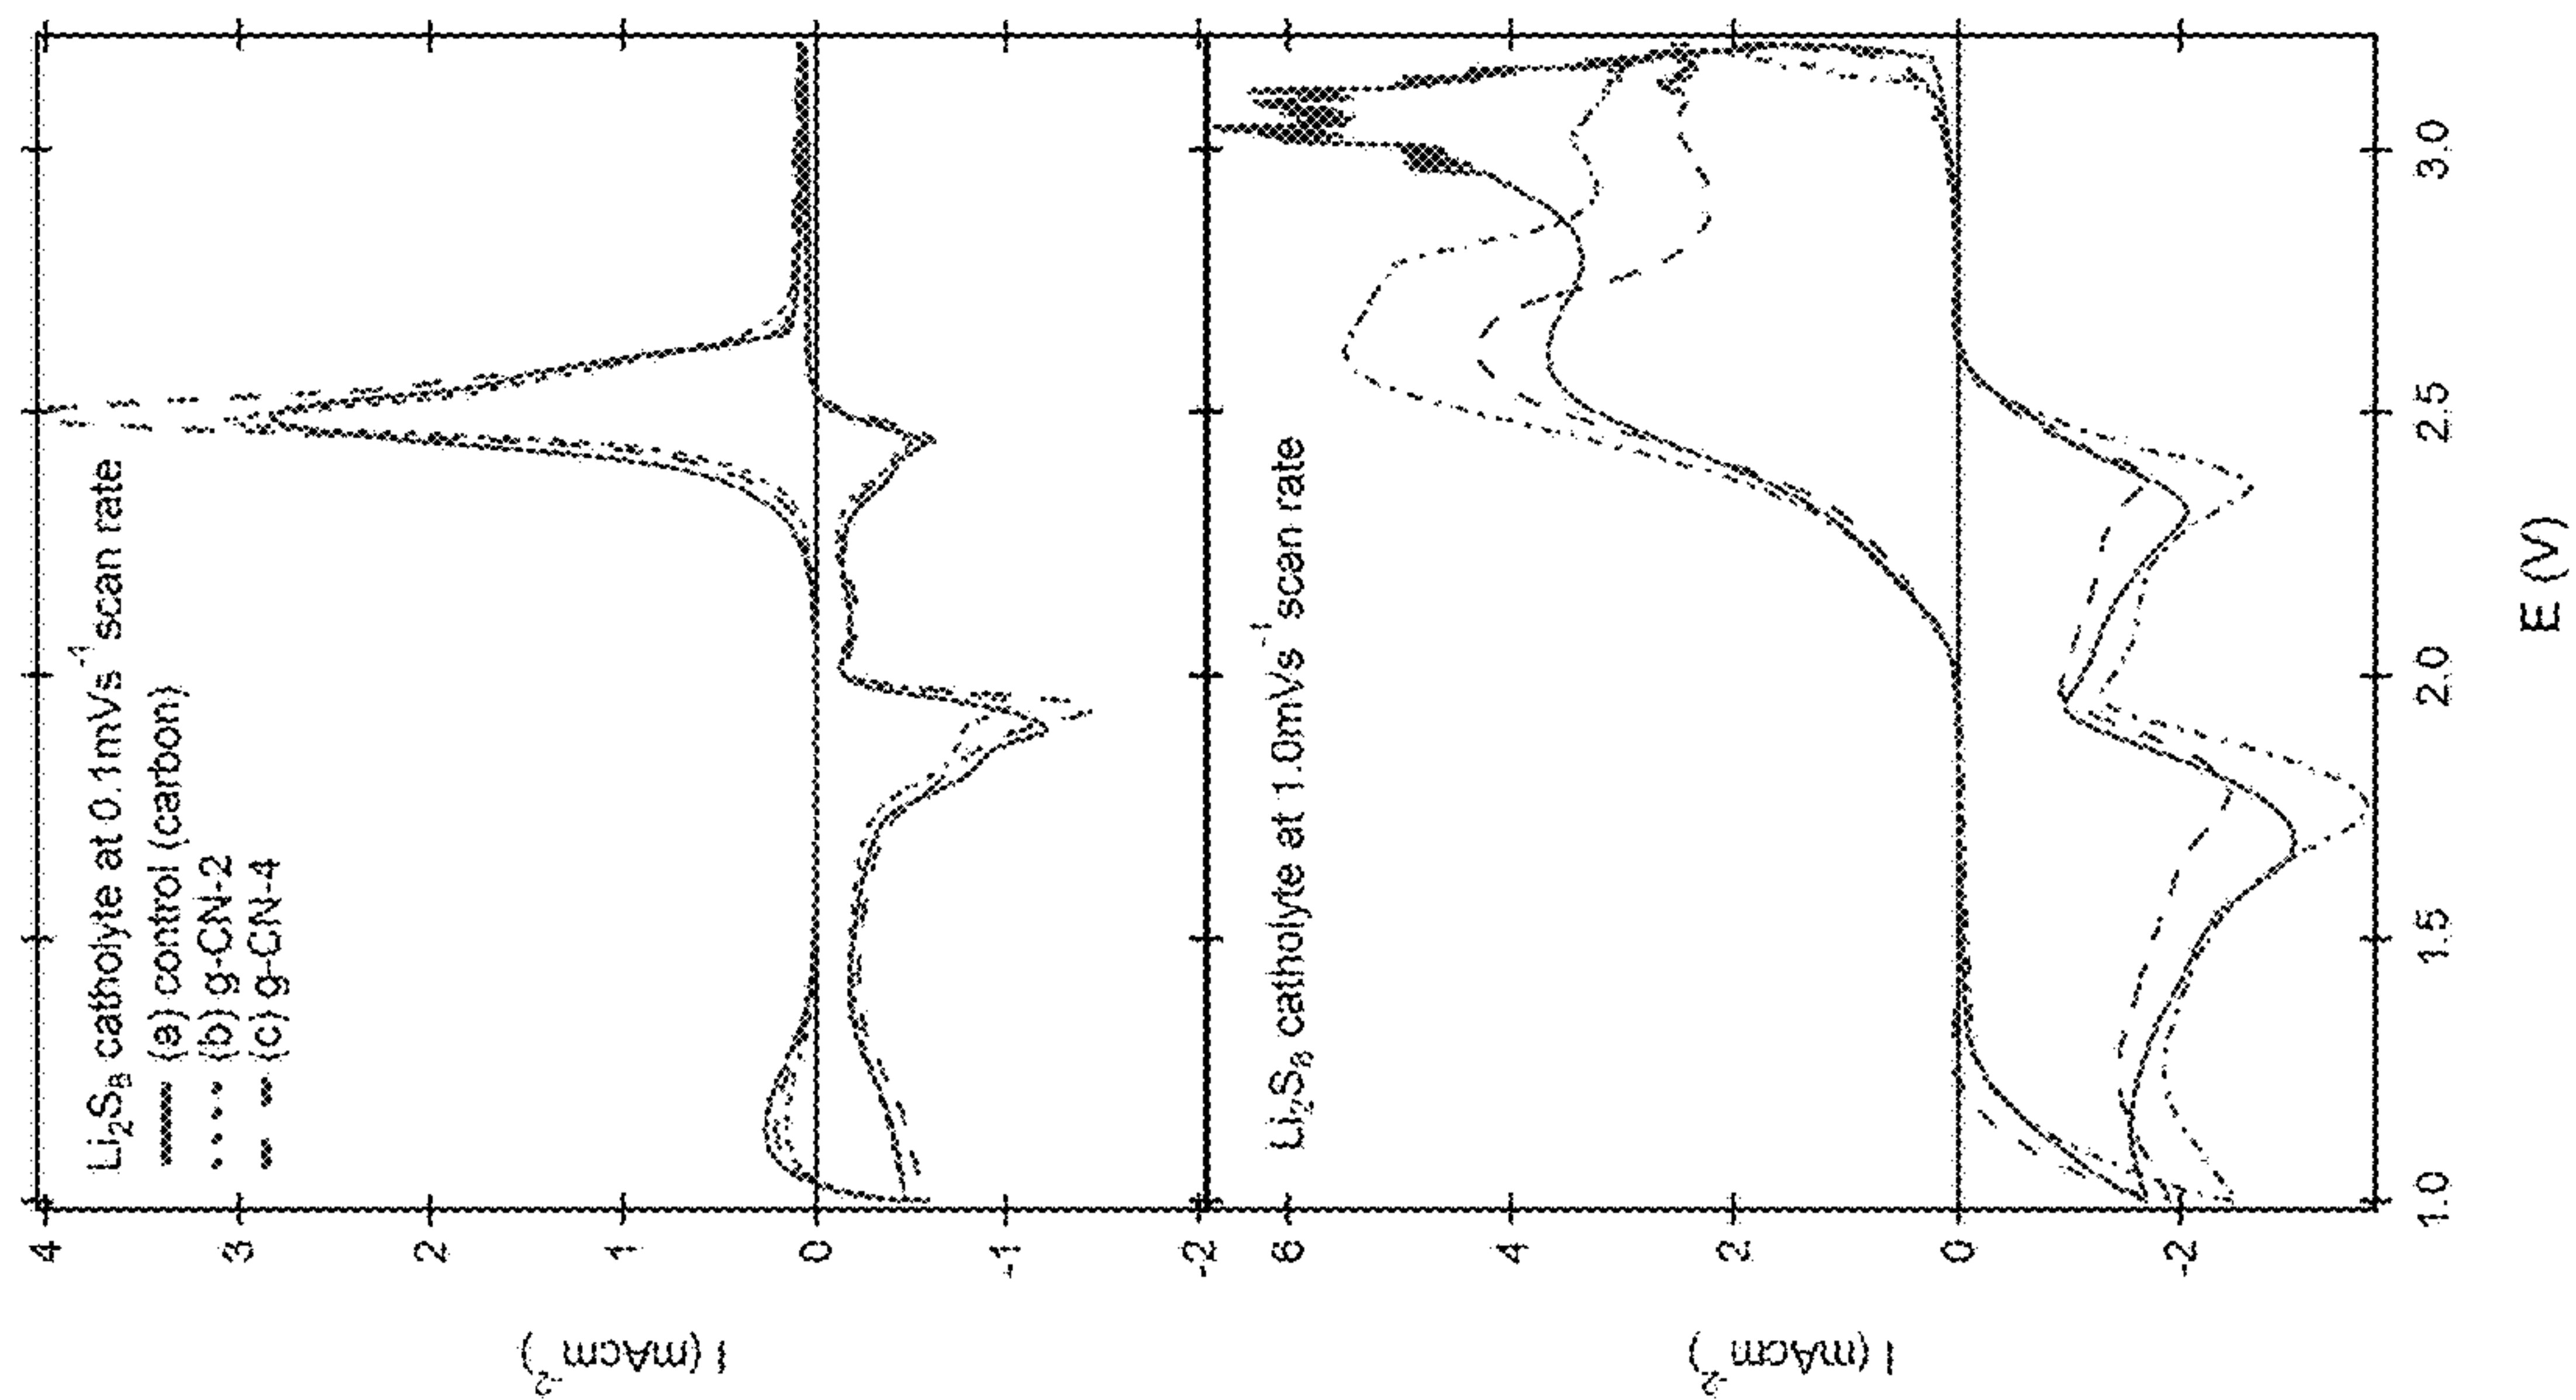 Li₂S₈ catholyte at 0.1mVs⁻¹ scan rate
(a) control (carbon)
(b) g-CN-2
(c) g-CN-4
4
3
2
1
0
-1
-2
I (mAcm⁻²)
Li₂S₈ catholyte at 1.0mVs⁻¹ scan rate
6
4
2
0
-2
I (mAcm⁻²)
1.0
1.5
2.0
2.5
3.0
E (V)